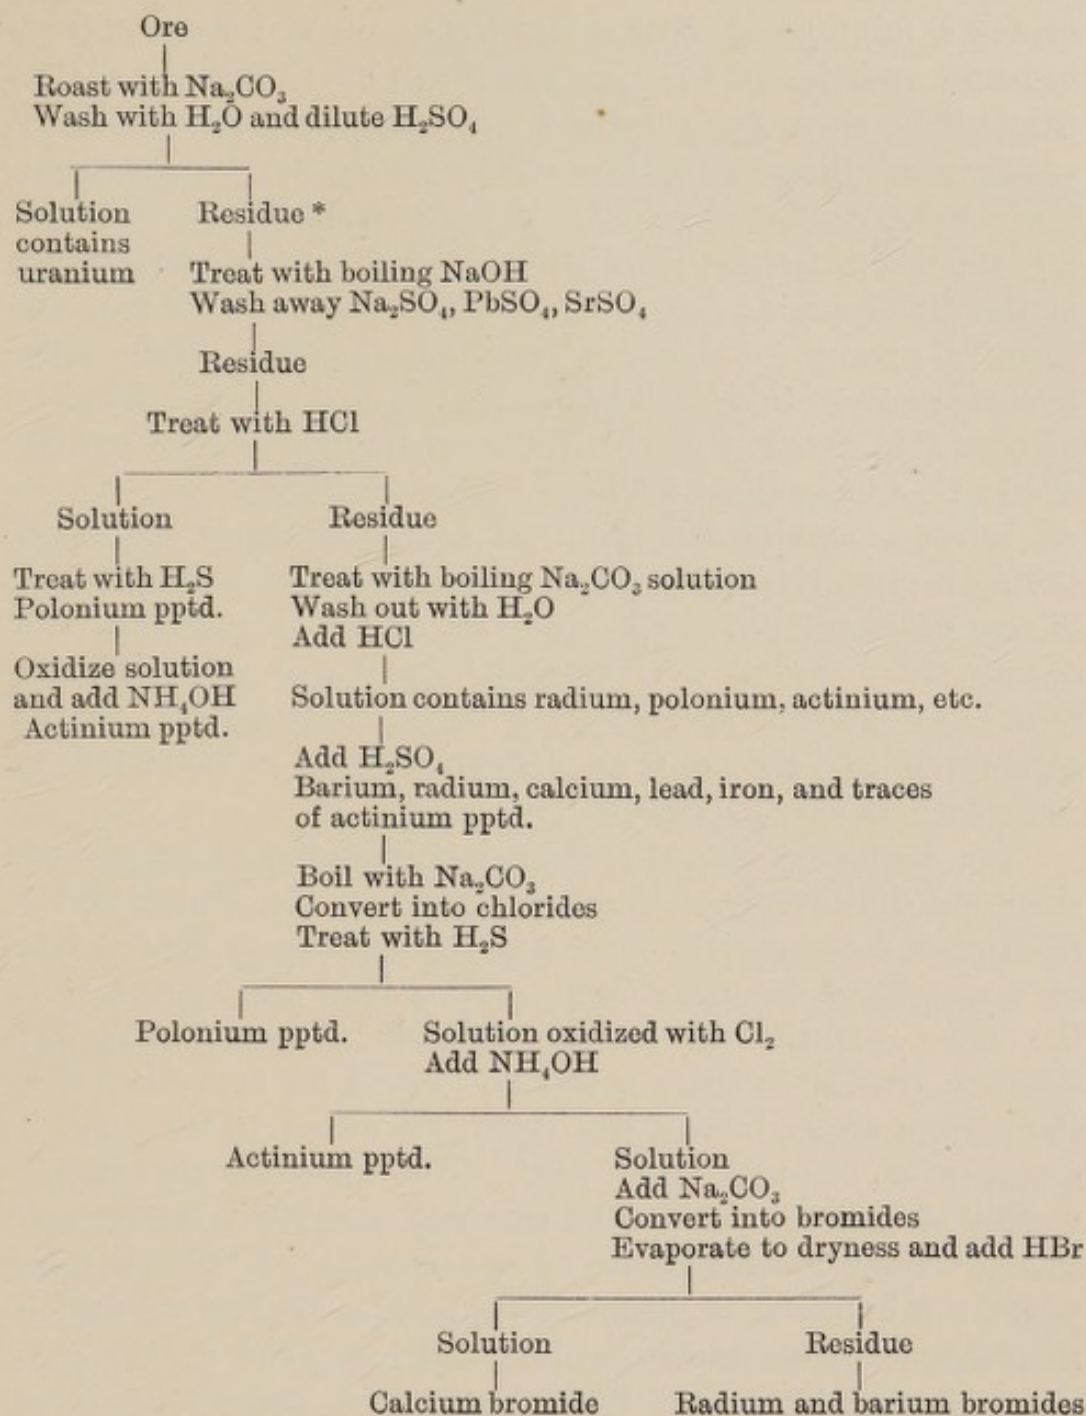 Ore
Roast with Na₂CO₃
Wash with H₂O and dilute H₂SO₄
Solution
contains
uranium
Residue *
Treat with boiling NaOH
Wash away Na₂SO₄, PbSO₄, SrSO₄
Residue
Treat with HCl
Solution
Treat with H₂S
Polonium pptd.
Oxidize solution
and add NH₄OH
Actinium pptd.
Residue
Treat with boiling Na₂CO₃ solution
Wash out with H₂O
Add HCl
Solution contains radium, polonium, actinium, etc.
Add H₂SO₄
Barium, radium, calcium, lead, iron, and traces
of actinium pptd.
Boil with Na₂CO₃
Convert into chlorides
Treat with H₂S
Polonium pptd.
Solution oxidized with Cl₂
Add NH₄OH
Actinium pptd.
Solution
Add Na₂CO₃
Convert into bromides
Evaporate to dryness and add HBr
Solution
Calcium bromide
Residue
Radium and barium bromides